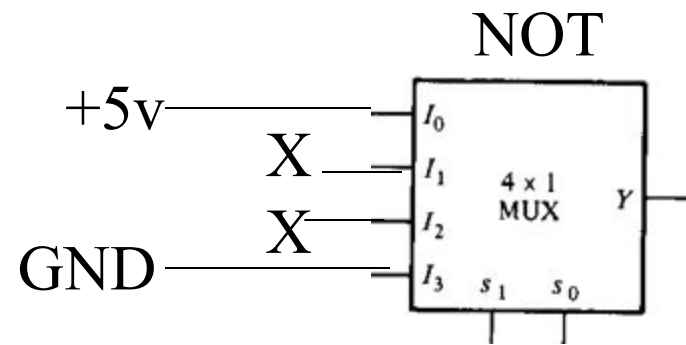 NOT
+5v I0
X I1
4 x 1
MUX Y
X I2
GND I3
s1 s0